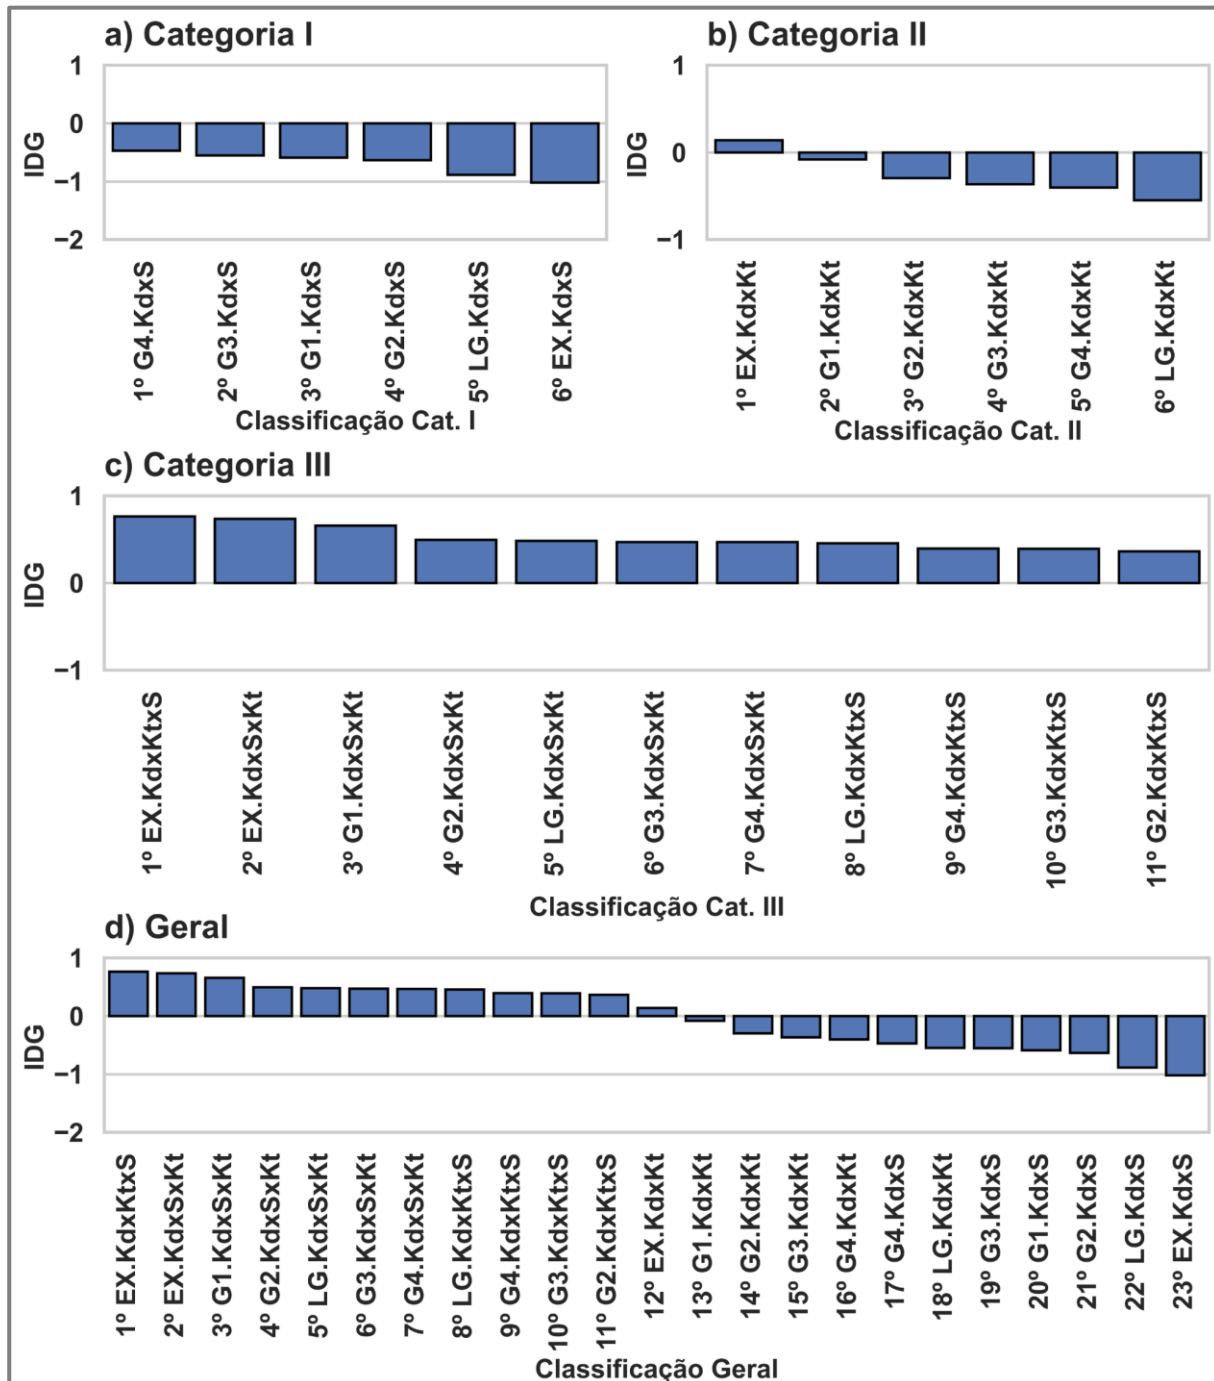 a) Categoria I
1
0
−1
−2
IDG
1º G4.KdxS
2º G3.KdxS
3º G1.KdxS
4º G2.KdxS
5º LG.KdxS
6º EX.KdxS
Classificação Cat. I
b) Categoria II
1
0
−1
IDG
1º EX.KdxKt
2º G1.KdxKt
3º G2.KdxKt
4º G3.KdxKt
5º G4.KdxKt
6º LG.KdxKt
Classificação Cat. II
c) Categoria III
1
0
−1
IDG
1º EX.KdxKtxS
2º EX.KdxSxKt
3º G1.KdxSxKt
4º G2.KdxSxKt
5º LG.KdxSxKt
6º G3.KdxSxKt
7º G4.KdxSxKt
8º LG.KdxKtxS
9º G4.KdxKtxS
10º G3.KdxKtxS
11º G2.KdxKtxS
Classificação Cat. III
d) Geral
1
0
−1
−2
IDG
1º EX.KdxKtxS
2º EX.KdxSxKt
3º G1.KdxSxKt
4º G2.KdxSxKt
5º LG.KdxSxKt
6º G3.KdxSxKt
7º G4.KdxSxKt
8º LG.KdxKtxS
9º G4.KdxKtxS
10º G3.KdxKtxS
11º G2.KdxKtxS
12º EX.KdxKt
13º G1.KdxKt
14º G2.KdxKt
15º G3.KdxKt
16º G4.KdxKt
17º G4.KdxS
18º LG.KdxKt
19º G3.KdxS
20º G1.KdxS
21º G2.KdxS
22º LG.KdxS
23º EX.KdxS
Classificação Geral